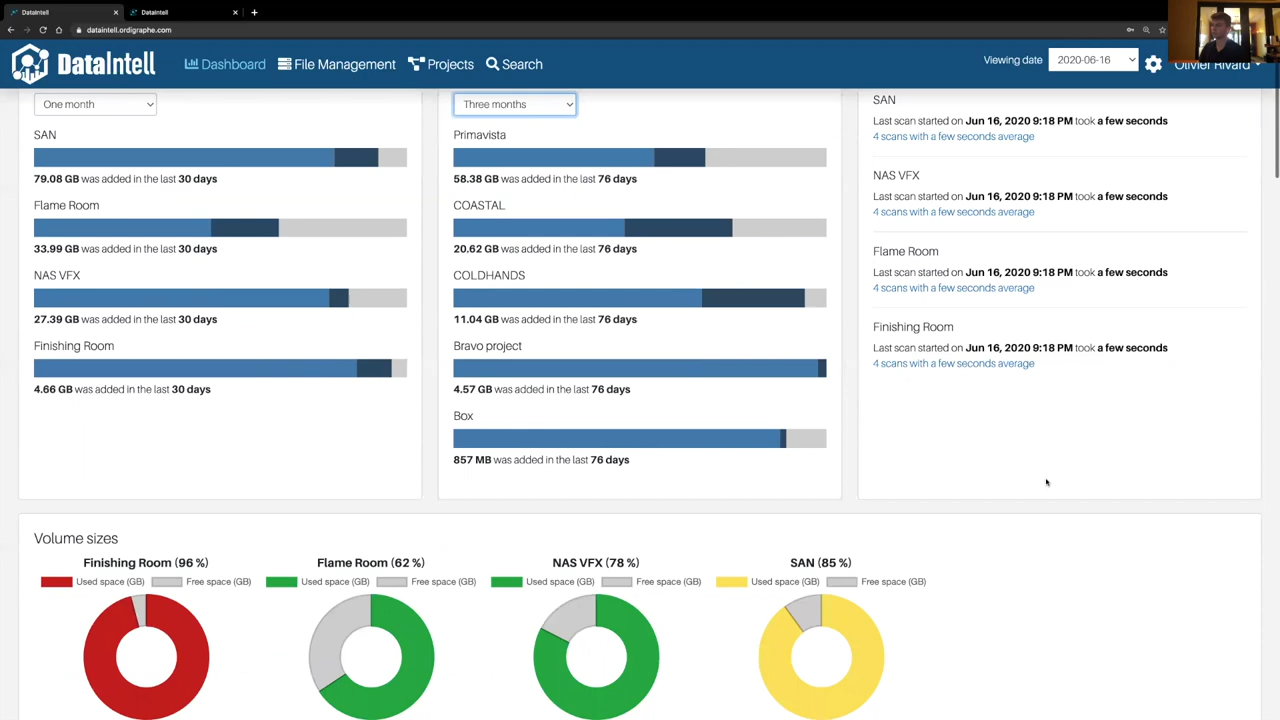 DataIntell
DataIntell
dataintell.ordigraphe.com
DataIntell
Dashboard
File Management
Projects
Search
Viewing date
2020-06-16
Olivier Rivard
One month
SAN
79.08 GB was added in the last 30 days
Flame Room
33.99 GB was added in the last 30 days
NAS VFX
27.39 GB was added in the last 30 days
Finishing Room
4.66 GB was added in the last 30 days
Three months
Primavista
58.38 GB was added in the last 76 days
COASTAL
20.62 GB was added in the last 76 days
COLDHANDS
11.04 GB was added in the last 76 days
Bravo project
4.57 GB was added in the last 76 days
Box
857 MB was added in the last 76 days
SAN
Last scan started on Jun 16, 2020 9:18 PM took a few seconds
4 scans with a few seconds average
NAS VFX
Last scan started on Jun 16, 2020 9:18 PM took a few seconds
4 scans with a few seconds average
Flame Room
Last scan started on Jun 16, 2020 9:18 PM took a few seconds
4 scans with a few seconds average
Finishing Room
Last scan started on Jun 16, 2020 9:18 PM took a few seconds
4 scans with a few seconds average
Volume sizes
Finishing Room (96 %)
Used space (GB) Free space (GB)
Flame Room (62 %)
Used space (GB) Free space (GB)
NAS VFX (78 %)
Used space (GB) Free space (GB)
SAN (85 %)
Used space (GB) Free space (GB)